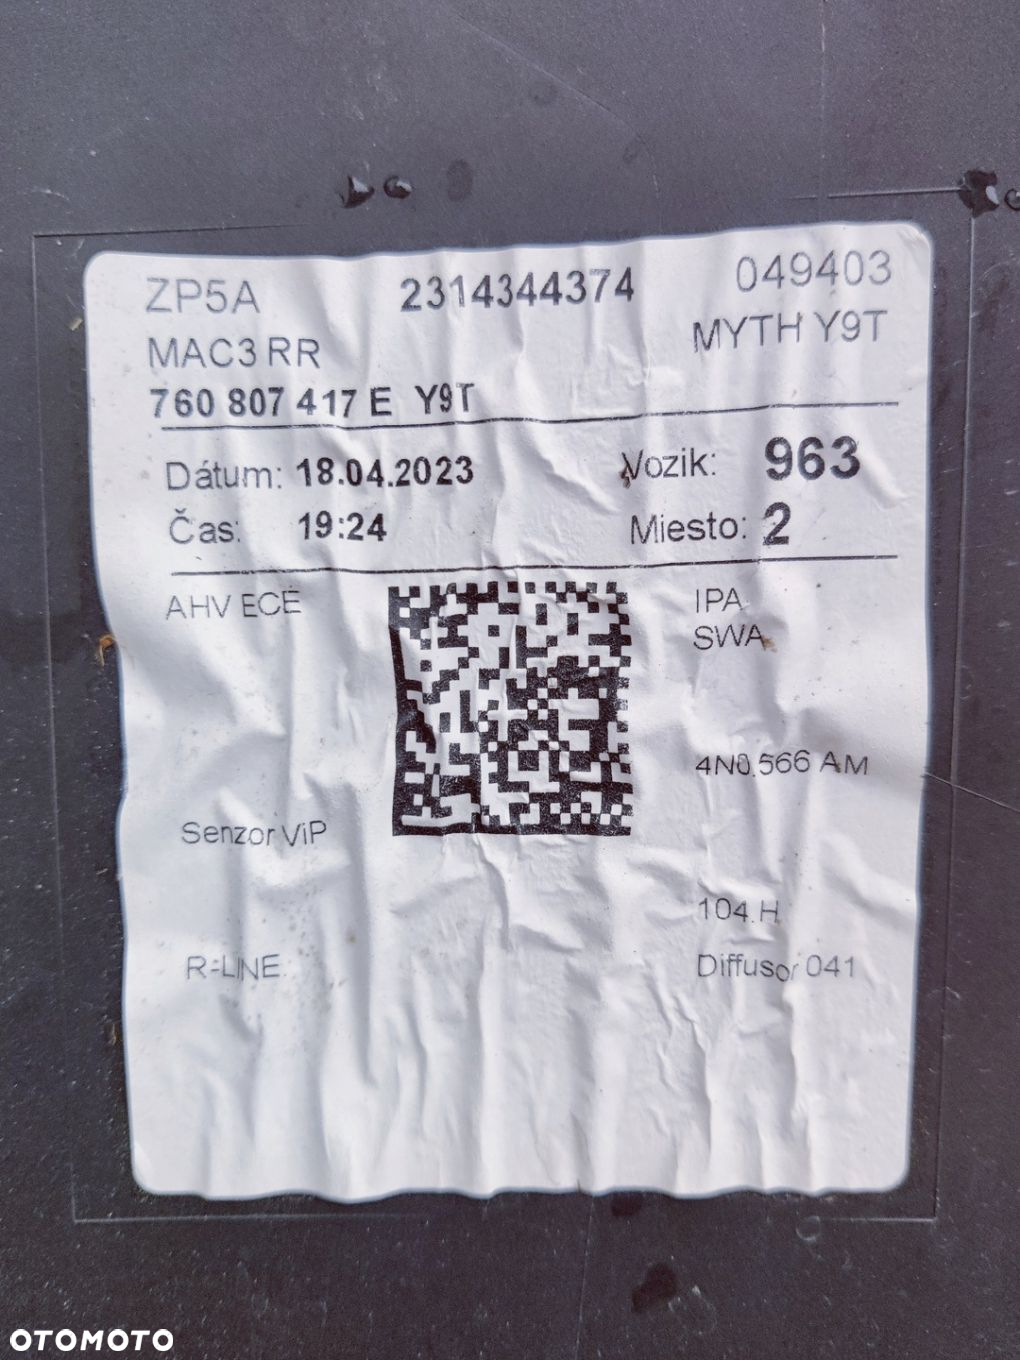 ZP5A 2314344374 049403
MAC3 RR MYTH Y9T
760 807 417 E Y9T
Dátum: 18.04.2023 Vozik: 963
Čas: 19:24 Miesto: 2
AHV ECE IPA
SWA
4N0.566 AM
Senzor ViP
104.H
R-LINE Diffusor 041
OTOMOTO